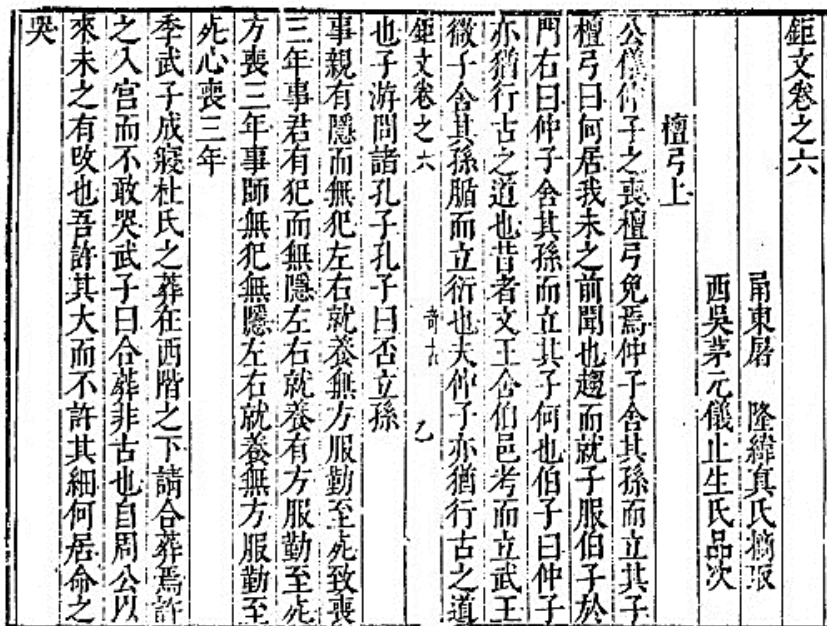 鉅文卷之六
甬東屠 隆緯真氏摘取
西吳茅元儀止生氏品次
檀弓上
公儀仲子之喪檀弓免焉仲子舍其孫而立其子
檀弓曰何居我未之前聞也趨而就子服伯子於
門右曰仲子舍其孫而立其子何也伯子曰仲子
亦猶行古之道也昔者文王舍伯邑考而立武王
微子舍其孫腯而立衍也夫仲子亦猶行古之道
鉅文卷之六 奇古 乙
也子游問諸孔子孔子曰否立孫
事親有隱而無犯左右就養無方服勤至死致喪
三年事君有犯而無隱左右就養有方服勤至死
方喪三年事師無犯無隱左右就養無方服勤至
死心喪三年
季武子成寢杜氏之葬在西階之下請合葬焉許
之入宮而不敢哭武子曰合葬非古也自周公以
來未之有改也吾許其大而不許其細何居命之
哭